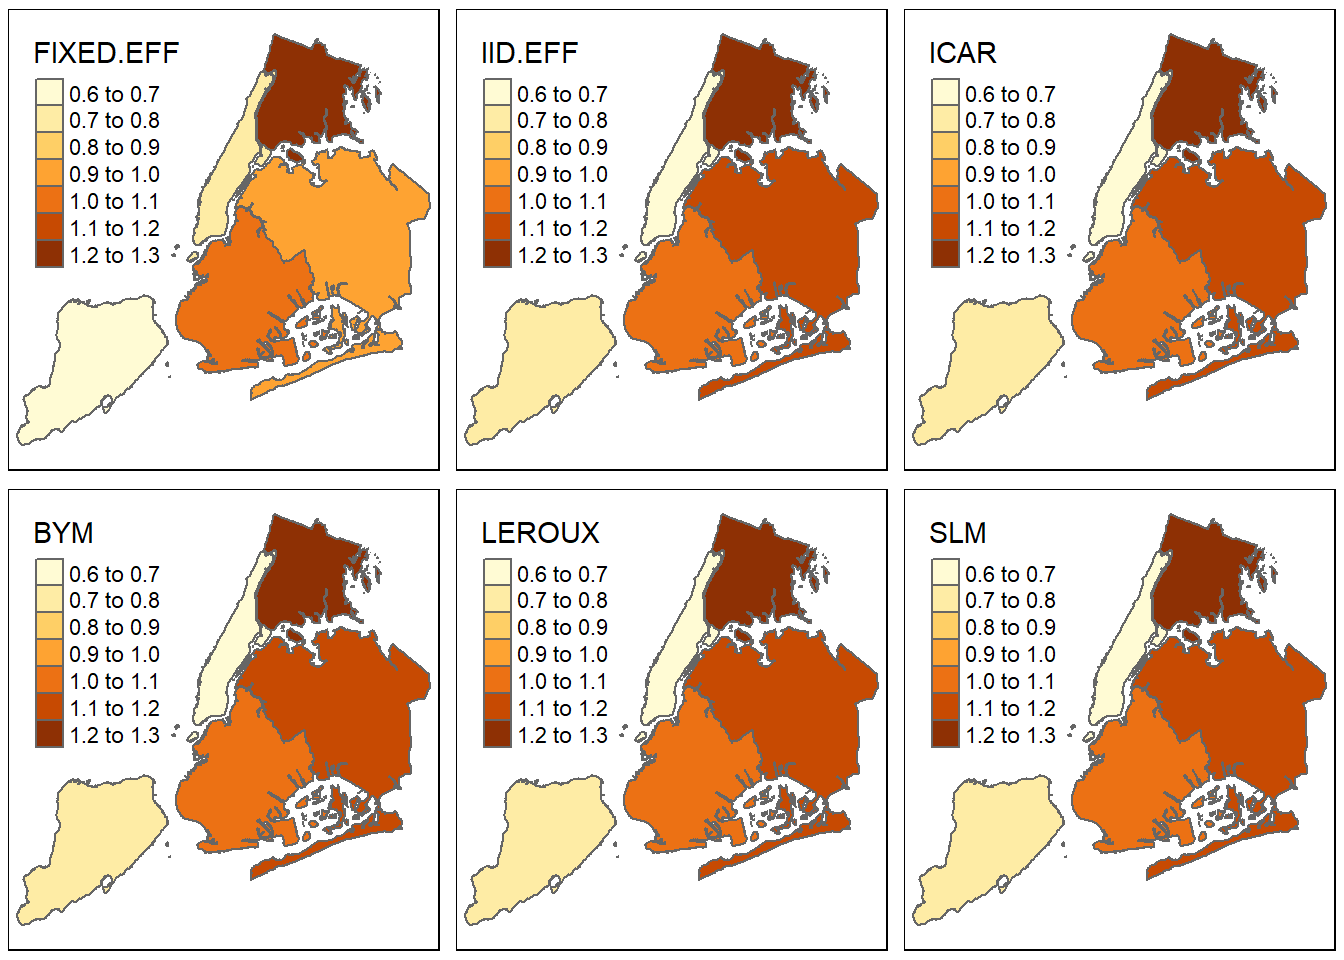 FIXED.EFF
0.6 to 0.7
0.7 to 0.8
0.8 to 0.9
0.9 to 1.0
1.0 to 1.1
1.1 to 1.2
1.2 to 1.3
IID.EFF
0.6 to 0.7
0.7 to 0.8
0.8 to 0.9
0.9 to 1.0
1.0 to 1.1
1.1 to 1.2
1.2 to 1.3
ICAR
0.6 to 0.7
0.7 to 0.8
0.8 to 0.9
0.9 to 1.0
1.0 to 1.1
1.1 to 1.2
1.2 to 1.3
BYM
0.6 to 0.7
0.7 to 0.8
0.8 to 0.9
0.9 to 1.0
1.0 to 1.1
1.1 to 1.2
1.2 to 1.3
LEROUX
0.6 to 0.7
0.7 to 0.8
0.8 to 0.9
0.9 to 1.0
1.0 to 1.1
1.1 to 1.2
1.2 to 1.3
SLM
0.6 to 0.7
0.7 to 0.8
0.8 to 0.9
0.9 to 1.0
1.0 to 1.1
1.1 to 1.2
1.2 to 1.3